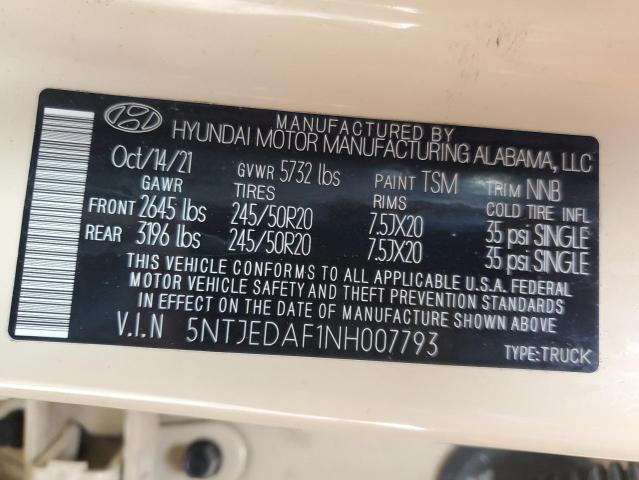 MANUFACTURED BY
HYUNDAI MOTOR MANUFACTURING ALABAMA, LLC
Oct/14/21 GVWR 5732 lbs PAINT TSM TRIM NNB
GAWR TIRES RIMS COLD TIRE INFL
FRONT 2645 lbs 245/50R20 7.5JX20 35 psi SINGLE
REAR 3196 lbs 245/50R20 7.5JX20 35 psi SINGLE
THIS VEHICLE CONFORMS TO ALL APPLICABLE U.S.A. FEDERAL
MOTOR VEHICLE SAFETY AND THEFT PREVENTION STANDARDS
IN EFFECT ON THE DATE OF MANUFACTURE SHOWN ABOVE.
V.I.N 5NTJEDAF1NH007793 TYPE:TRUCK